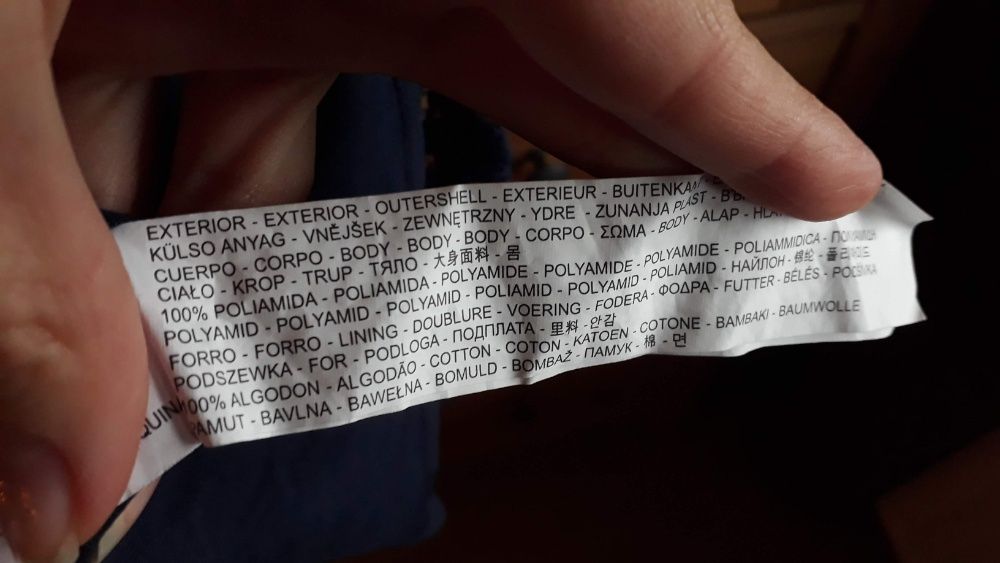 EXTERIOR - EXTERIOR - OUTERSHELL - EXTERIEUR -
KÜLSO ANYAG - VNĚJŠEK - ZEWNĘTRZNY - YDRE - ZUNANJA PLAST -
CUERPO - CORPO - BODY - BODY - BODY - CORPO - ΣΩΜΑ - BODY - ALAP -
CIAŁO - KROP - TRUP - ТЯЛО - 大身面料 - 몸
100% POLIAMIDA - POLIAMIDA - POLYAMIDE - POLYAMIDE - POLYAMIDE - POLIAMMIDICA -
POLYAMID - POLYAMID - POLYAMID - POLIAMID - POLIAMID - НАЙЛОН - 锦纶 -
FORRO - FORRO - LINING - DOUBLURE - VOERING - FODERA - ΦΟΔΡΑ - FUTTER - BÉLÉS - PODŠÍVKA
PODSZEWKA - FOR - PODLOGA - ПОДПЛАТА - 里料 - 안감
100% ALGODON - ALGODÃO - COTTON - COTON - KATOEN - COTONE - BAMBAKI - BAUMWOLLE
PAMUT - BAVLNA - BAWEŁNA - BOMULD - BOMBAŽ - ПАМУК - 棉 - 면